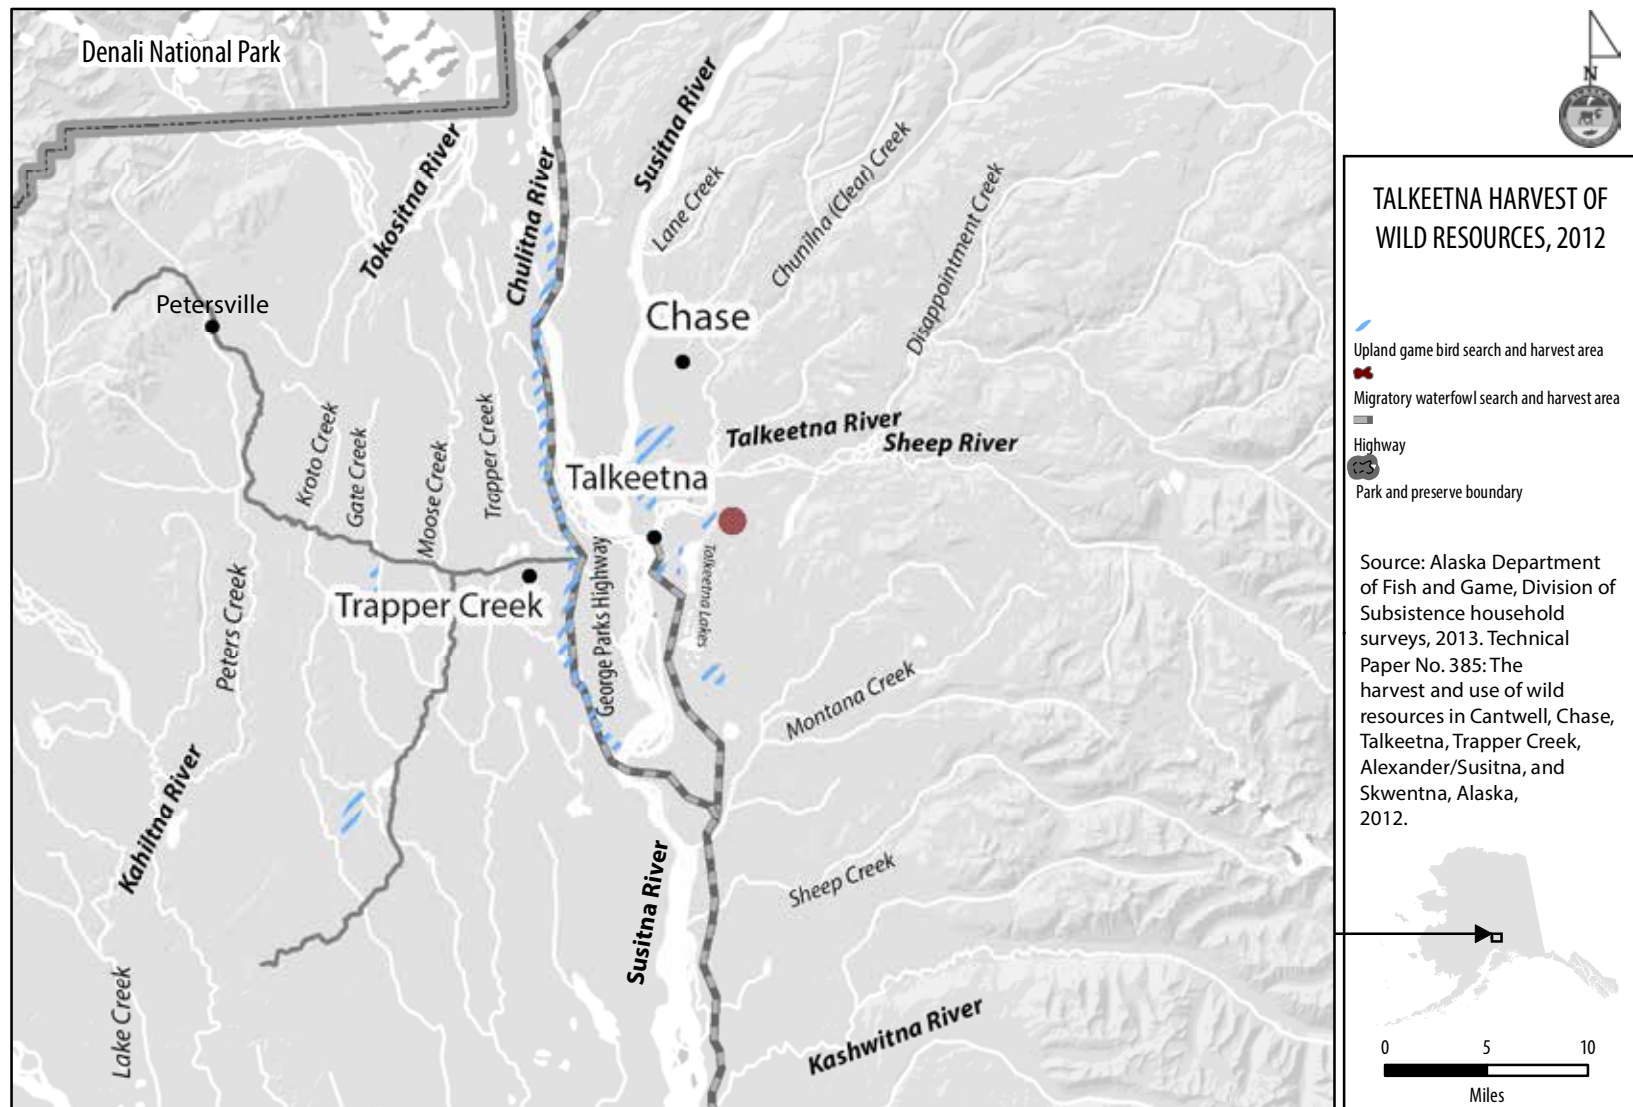 Denali National Park
Tokositna River
Chulitna River
Susitna River
Lane Creek
Chunilna (Clear) Creek
Disappointment Creek
Petersville
Chase
Kroto Creek
Gate Creek
Moose Creek
Trapper Creek
Talkeetna River
Sheep River
Talkeetna
Peters Creek
Trapper Creek
George Parks Highway
Talkeetna Lakes
Montana Creek
Kahiltna River
Sheep Creek
Susitna River
Lake Creek
Kashwitna River
N
ALASKA
TALKEETNA HARVEST OF
WILD RESOURCES, 2012
Upland game bird search and harvest area
Migratory waterfowl search and harvest area
Highway
Park and preserve boundary
Source: Alaska Department
of Fish and Game, Division of
Subsistence household
surveys, 2013. Technical
Paper No. 385: The
harvest and use of wild
resources in Cantwell, Chase,
Talkeetna, Trapper Creek,
Alexander/Susitna, and
Skwentna, Alaska,
2012.
0 5 10
Miles